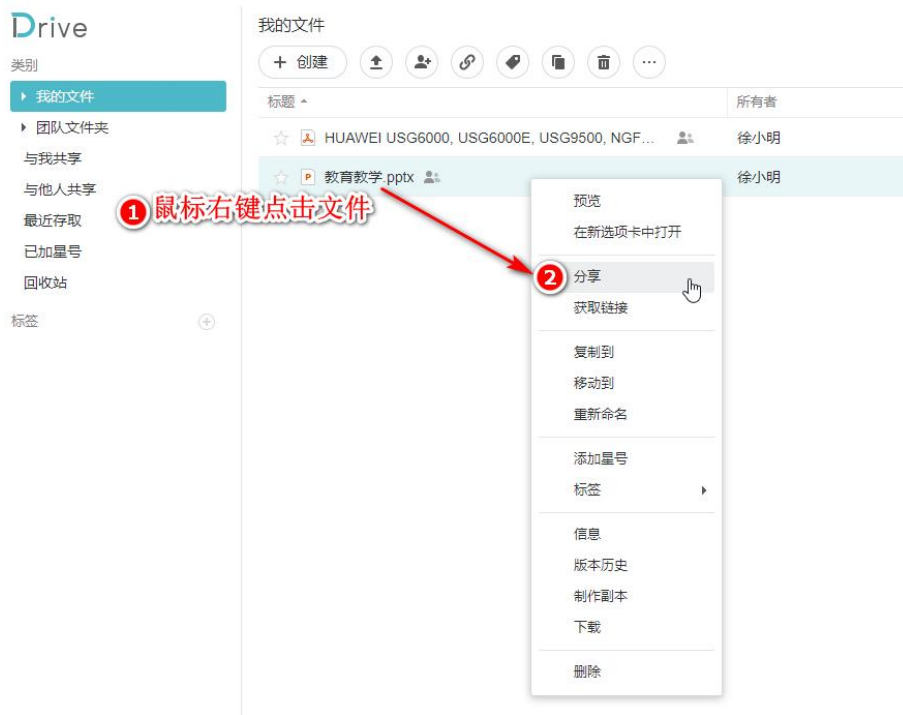 Drive
类别
我的文件
团队文件夹
与我共享
与他人共享
最近存取
已加星号
回收站
标签
我的文件
+ 创建
标题
所有者
HUAWEI USG6000, USG6000E, USG9500, NGF...
徐小明
教育教学.pptx
徐小明
1 鼠标右键点击文件
预览
在新选项卡中打开
2 分享
获取链接
复制到
移动到
重新命名
添加星号
标签
信息
版本历史
制作副本
下载
删除